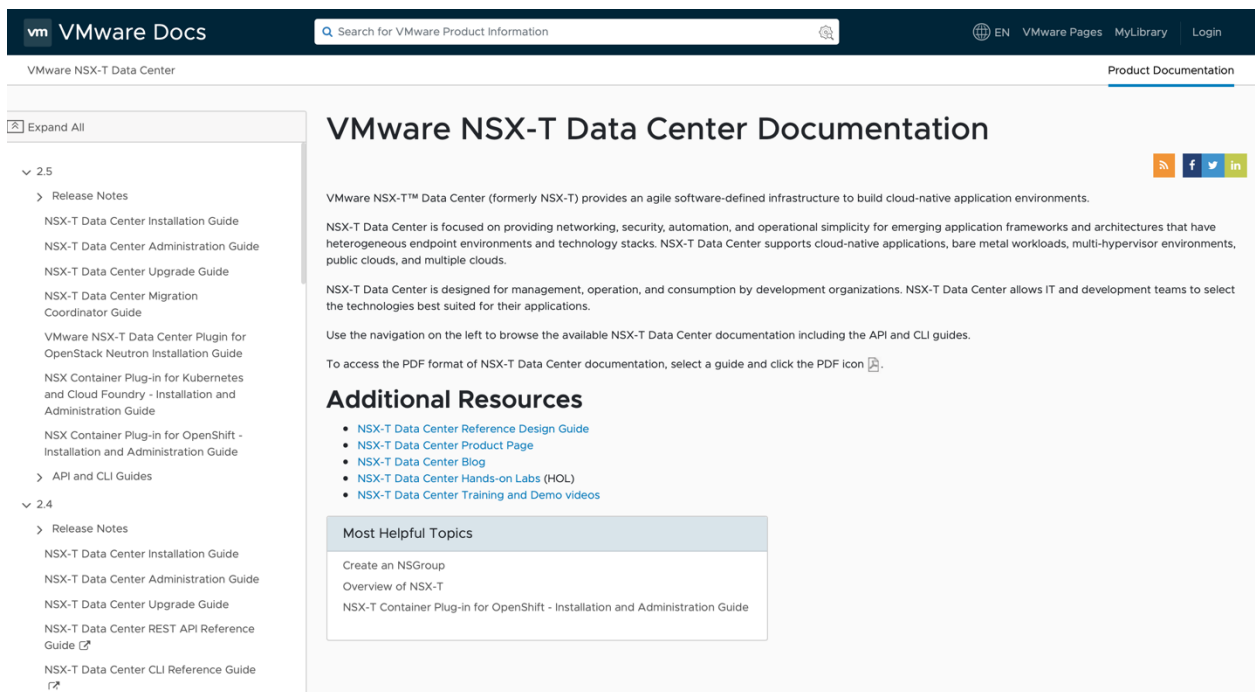 vm VMware Docs
Search for VMware Product Information
EN VMware Pages MyLibrary Login
VMware NSX-T Data Center
Product Documentation
Expand All
2.5
Release Notes
NSX-T Data Center Installation Guide
NSX-T Data Center Administration Guide
NSX-T Data Center Upgrade Guide
NSX-T Data Center Migration
Coordinator Guide
VMware NSX-T Data Center Plugin for
OpenStack Neutron Installation Guide
NSX Container Plug-in for Kubernetes
and Cloud Foundry - Installation and
Administration Guide
NSX Container Plug-in for OpenShift -
Installation and Administration Guide
API and CLI Guides
2.4
Release Notes
NSX-T Data Center Installation Guide
NSX-T Data Center Administration Guide
NSX-T Data Center Upgrade Guide
NSX-T Data Center REST API Reference
Guide
NSX-T Data Center CLI Reference Guide
VMware NSX-T Data Center Documentation
f in
VMware NSX-T™ Data Center (formerly NSX-T) provides an agile software-defined infrastructure to build cloud-native application environments.
NSX-T Data Center is focused on providing networking, security, automation, and operational simplicity for emerging application frameworks and architectures that have
heterogeneous endpoint environments and technology stacks. NSX-T Data Center supports cloud-native applications, bare metal workloads, multi-hypervisor environments,
public clouds, and multiple clouds.
NSX-T Data Center is designed for management, operation, and consumption by development organizations. NSX-T Data Center allows IT and development teams to select
the technologies best suited for their applications.
Use the navigation on the left to browse the available NSX-T Data Center documentation including the API and CLI guides.
To access the PDF format of NSX-T Data Center documentation, select a guide and click the PDF icon .
Additional Resources
NSX-T Data Center Reference Design Guide
NSX-T Data Center Product Page
NSX-T Data Center Blog
NSX-T Data Center Hands-on Labs (HOL)
NSX-T Data Center Training and Demo videos
Most Helpful Topics
Create an NSGroup
Overview of NSX-T
NSX-T Container Plug-in for OpenShift - Installation and Administration Guide